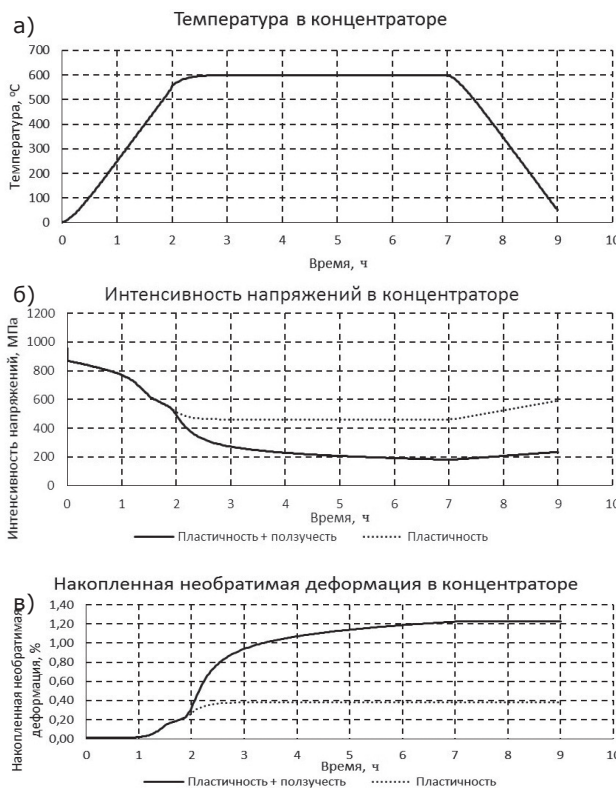 а)
Температура в концентраторе
Температура, °С
700
600
500
400
300
200
100
0
0 1 2 3 4 5 6 7 8 9 10
Время, ч
б)
Интенсивность напряжений в концентраторе
Интенсивность напряжений, МПа
1200
1000
800
600
400
200
0
0 1 2 3 4 5 6 7 8 9 10
Время, ч
Пластичность + ползучесть Пластичность
в)
Накопленная необратимая деформация в концентраторе
Накопленная необратимая
деформация, %
1,40
1,20
1,00
0,80
0,60
0,40
0,20
0,00
0 1 2 3 4 5 6 7 8 9 10
Время, ч
Пластичность + ползучесть Пластичность